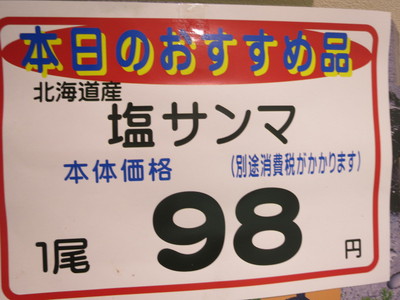 本日のおすすめ品
北海道産
塩サンマ
本体価格 (別途消費税がかかります)
1尾 98 円